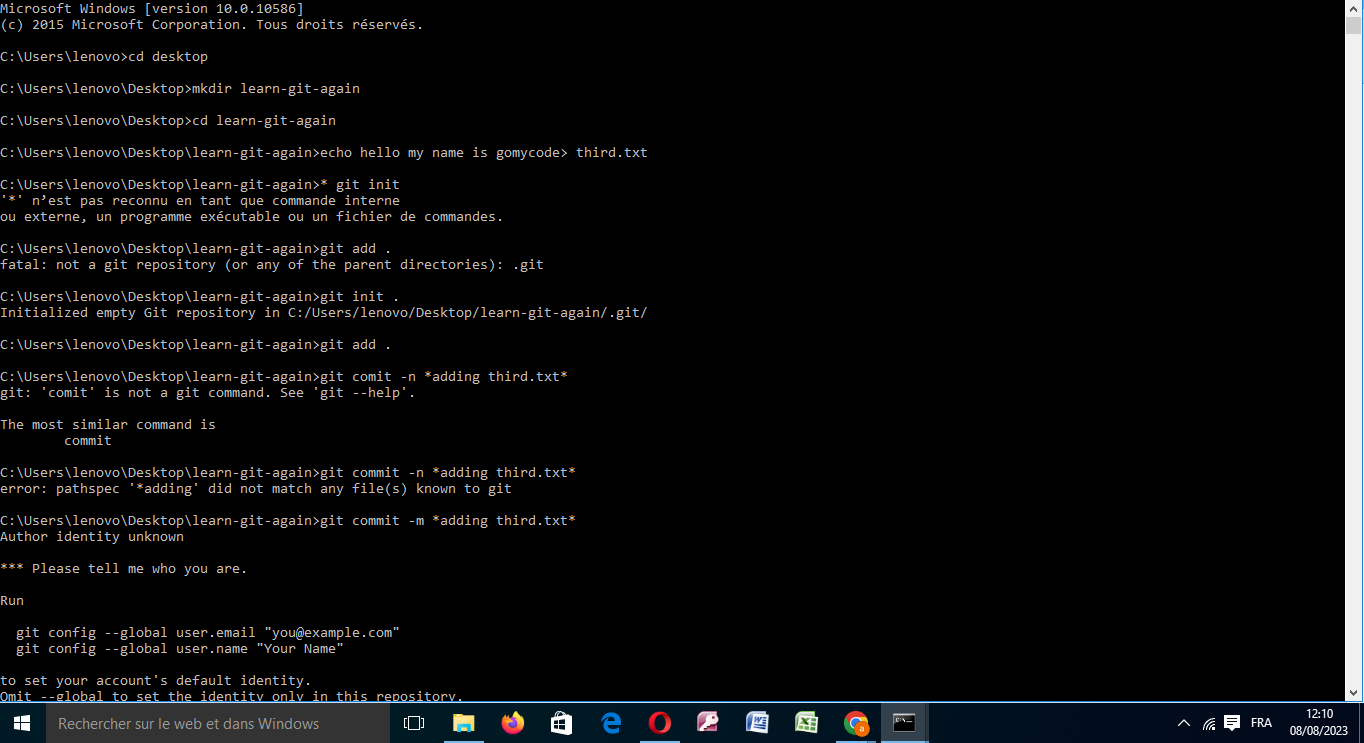 Microsoft Windows [version 10.0.10586]
(c) 2015 Microsoft Corporation. Tous droits réservés.
C:\Users\lenovo>cd desktop
C:\Users\lenovo\Desktop>mkdir learn-git-again
C:\Users\lenovo\Desktop>cd learn-git-again
C:\Users\lenovo\Desktop\learn-git-again>echo hello my name is gomycode> third.txt
C:\Users\lenovo\Desktop\learn-git-again>* git init
'*' n’est pas reconnu en tant que commande interne
ou externe, un programme exécutable ou un fichier de commandes.
C:\Users\lenovo\Desktop\learn-git-again>git add .
fatal: not a git repository (or any of the parent directories): .git
C:\Users\lenovo\Desktop\learn-git-again>git init .
Initialized empty Git repository in C:/Users/lenovo/Desktop/learn-git-again/.git/
C:\Users\lenovo\Desktop\learn-git-again>git add .
C:\Users\lenovo\Desktop\learn-git-again>git comit -n *adding third.txt*
git: 'comit' is not a git command. See 'git --help'.
The most similar command is
commit
C:\Users\lenovo\Desktop\learn-git-again>git commit -n *adding third.txt*
error: pathspec '*adding' did not match any file(s) known to git
C:\Users\lenovo\Desktop\learn-git-again>git commit -m *adding third.txt*
Author identity unknown
*** Please tell me who you are.
Run
git config --global user.email "you@example.com"
git config --global user.name "Your Name"
to set your account's default identity.
Omit --global to set the identity only in this repository.
Rechercher sur le web et dans Windows
FRA
12:10
08/08/2023